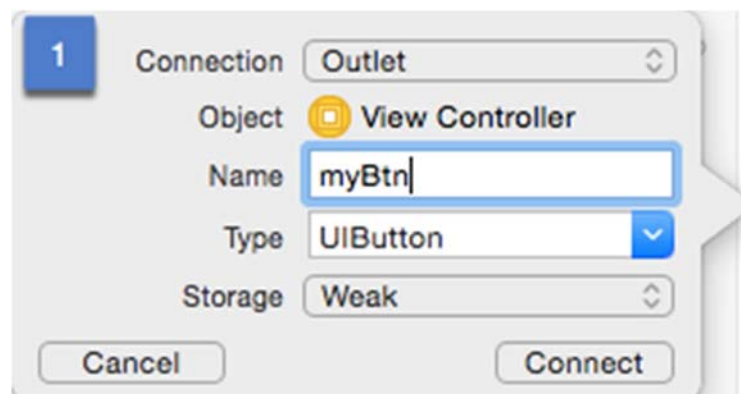 1
Connection Outlet
Object View Controller
Name myBtn
Type UIButton
Storage Weak
Cancel Connect